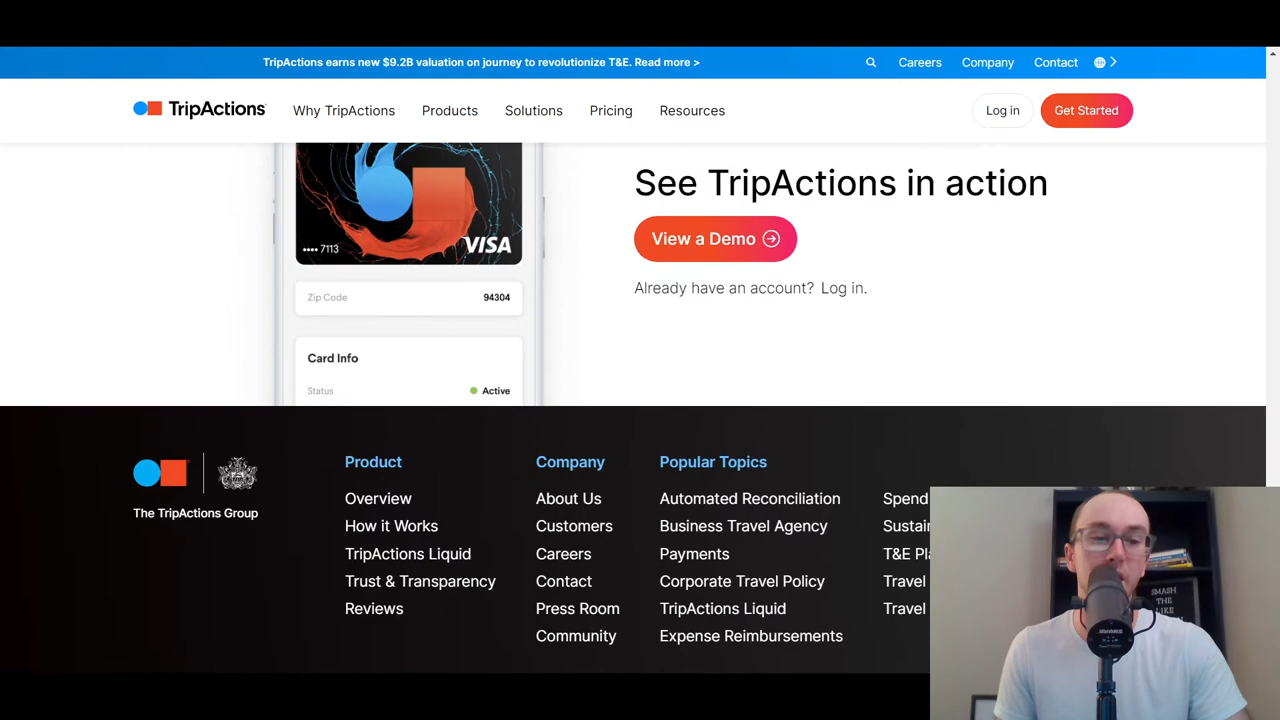 TripActions earns new $9.2B valuation on journey to revolutionize T&E. Read more >
Careers
Company
Contact
TripActions
Why TripActions
Products
Solutions
Pricing
Resources
Log in
Get Started
•••• 7113
VISA
Zip Code
94304
Card Info
Status
Active
See TripActions in action
View a Demo
Already have an account? Log in.
The TripActions Group
Product
Overview
How it Works
TripActions Liquid
Trust & Transparency
Reviews
Company
About Us
Customers
Careers
Contact
Press Room
Community
Popular Topics
Automated Reconciliation
Business Travel Agency
Payments
Corporate Travel Policy
TripActions Liquid
Expense Reimbursements
Spend
T&E
Travel
Travel
SMASH
THE
LIKE